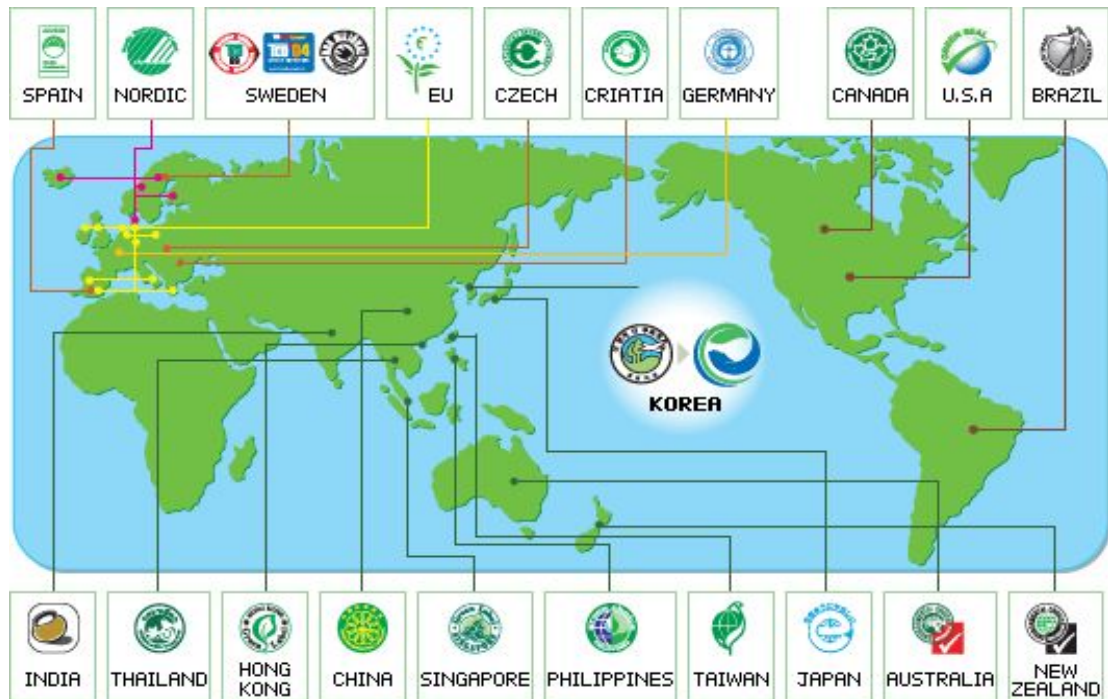 SPAIN
NORDIC
SWEDEN
EU
CZECH
CRIATIA
GERMANY
CANADA
U.S.A
BRAZIL
KOREA
INDIA
THAILAND
HONG
KONG
CHINA
SINGAPORE
PHILIPPINES
TAIWAN
JAPAN
AUSTRALIA
NEW
ZEALAND